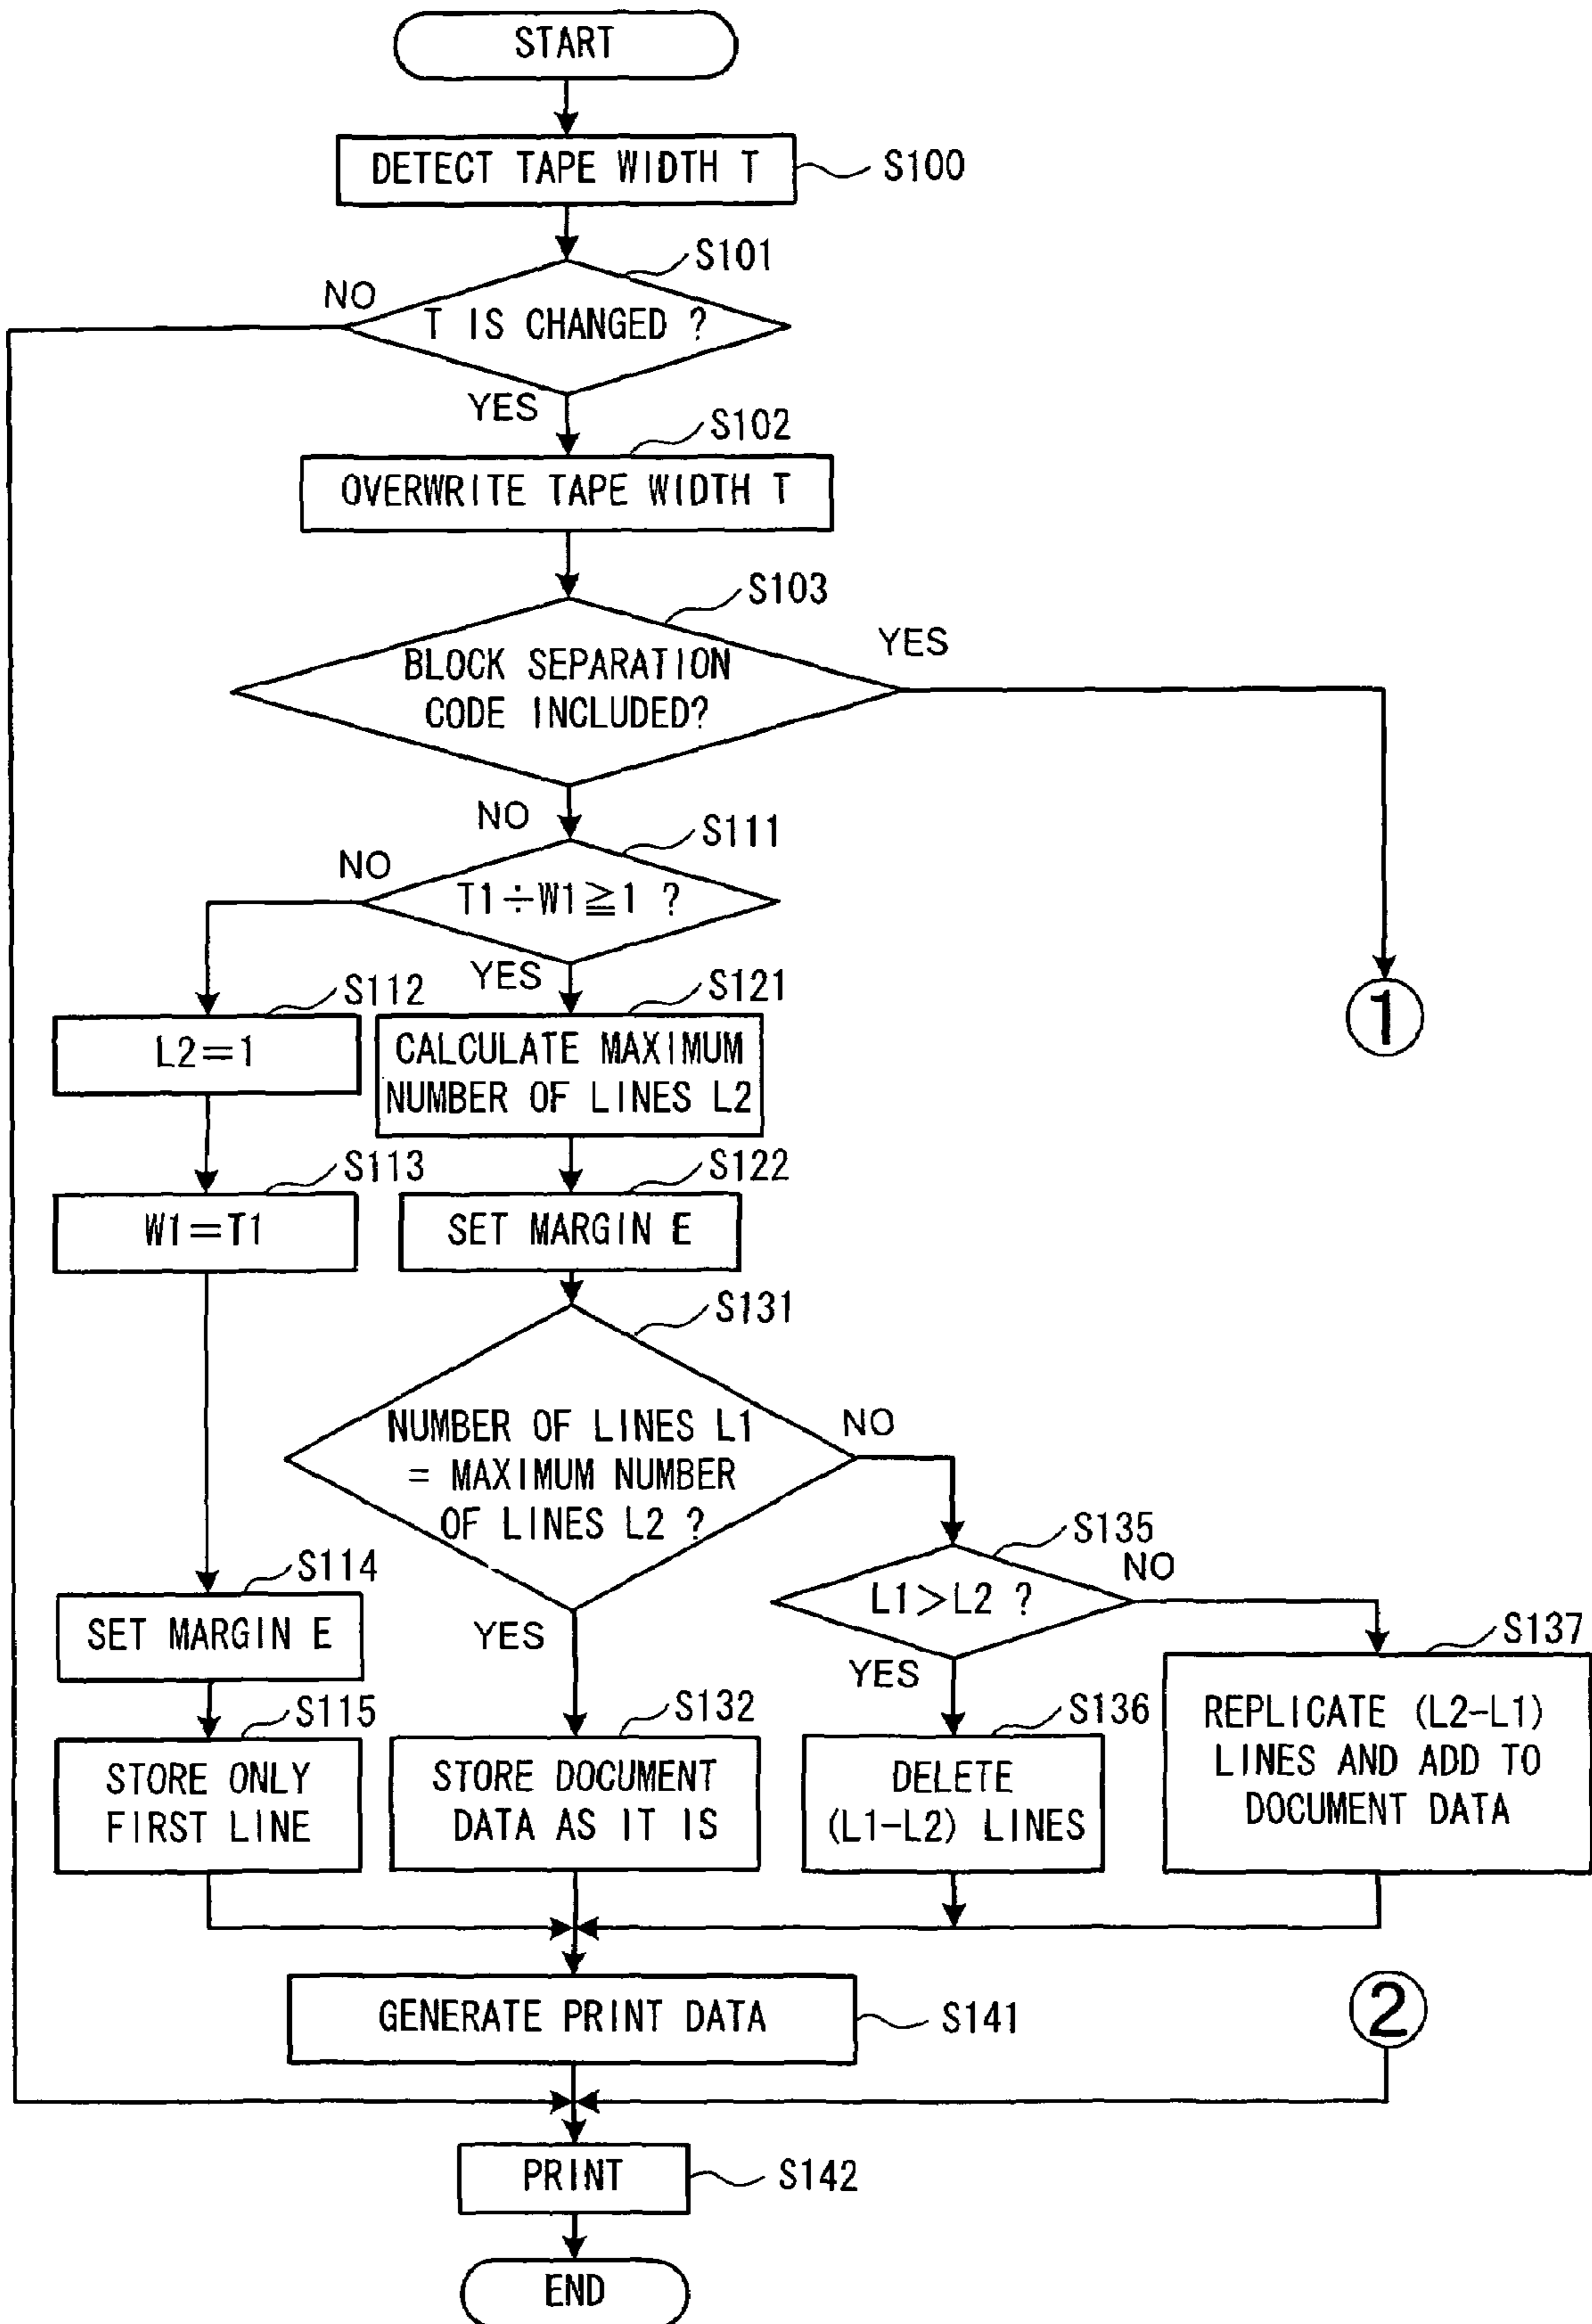 START
DETECT TAPE WIDTH T
S100
S101
NO
T IS CHANGED ?
YES
S102
OVERWRITE TAPE WIDTH T
S103
YES
BLOCK SEPARATION
CODE INCLUDED?
NO
S111
NO
T1÷W1≧1 ?
YES
S112
S121
L2=1
CALCULATE MAXIMUM
NUMBER OF LINES L2
①
S113
S122
W1=T1
SET MARGIN E
S131
NUMBER OF LINES L1
= MAXIMUM NUMBER
OF LINES L2 ?
NO
YES
S135
L1>L2 ?
NO
YES
S114
SET MARGIN E
S137
REPLICATE (L2-L1)
LINES AND ADD TO
DOCUMENT DATA
S115
STORE ONLY
FIRST LINE
S132
STORE DOCUMENT
DATA AS IT IS
S136
DELETE
(L1-L2) LINES
GENERATE PRINT DATA
S141
②
PRINT
S142
END